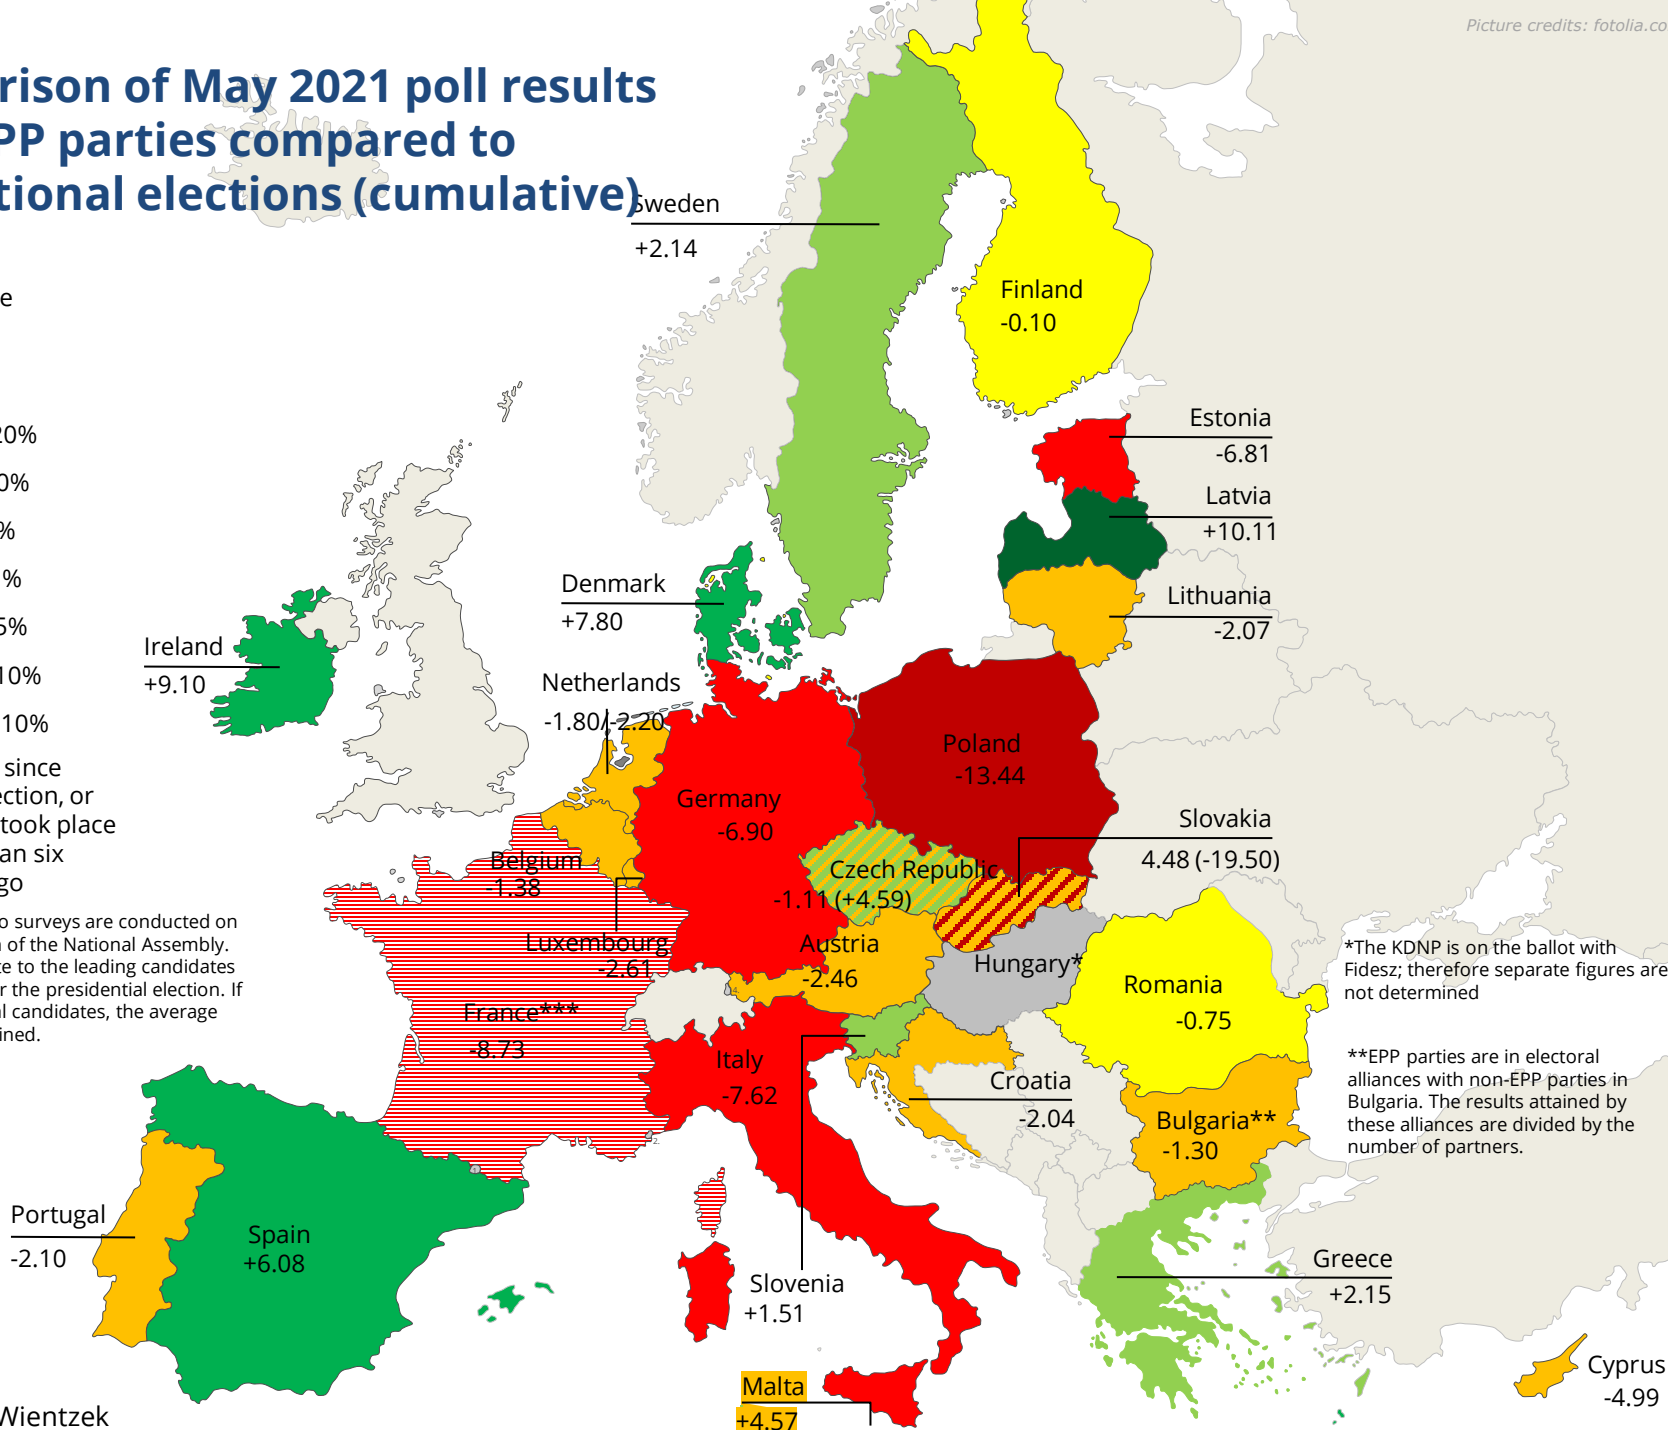 Picture credits: fotolia.co
rison of May 2021 poll results
PP parties compared to
tional elections (cumulative)
Sweden
+2.14
e
Finland
-0.10
20%
0%
%
%
5%
10%
10%
Estonia
-6.81
Latvia
+10.11
Lithuania
-2.07
Denmark
+7.80
Ireland
+9.10
Netherlands
-1.80/-2.20
Poland
-13.44
Germany
-6.90
since
ection, or
took place
an six
go
Slovakia
4.48 (-19.50)
Belgium
-1.38
Czech Republic
-1.11 (+4.59)
o surveys are conducted on
n of the National Assembly.
te to the leading candidates
r the presidential election. If
al candidates, the average
ined.
Luxembourg
-2.61
Austria
-2.46
Hungary*
Romania
-0.75
*The KDNP is on the ballot with
Fidesz; therefore separate figures are
not determined
France***
-8.73
Italy
-7.62
Croatia
-2.04
**EPP parties are in electoral
alliances with non-EPP parties in
Bulgaria. The results attained by
these alliances are divided by the
number of partners.
Bulgaria**
-1.30
2.
4.
Portugal
-2.10
Spain
+6.08
Slovenia
+1.51
Greece
+2.15
Malta
+4.57
Cyprus
-4.99
Wientzek